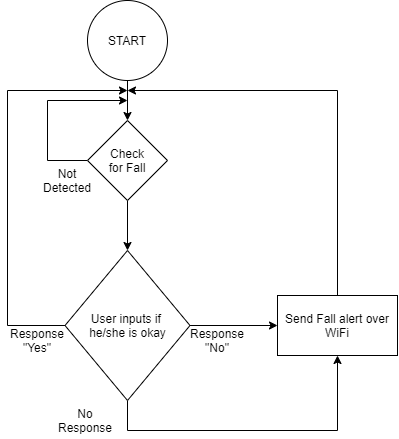 START
Check
for Fall
Not
Detected
User inputs if
he/she is okay
Response
"Yes"
Response
"No"
Send Fall alert over
WiFi
No
Response